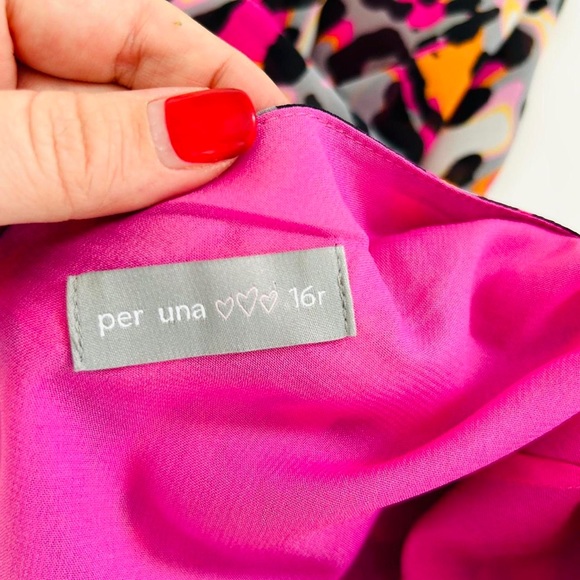 per una ♡♡♡ 16r